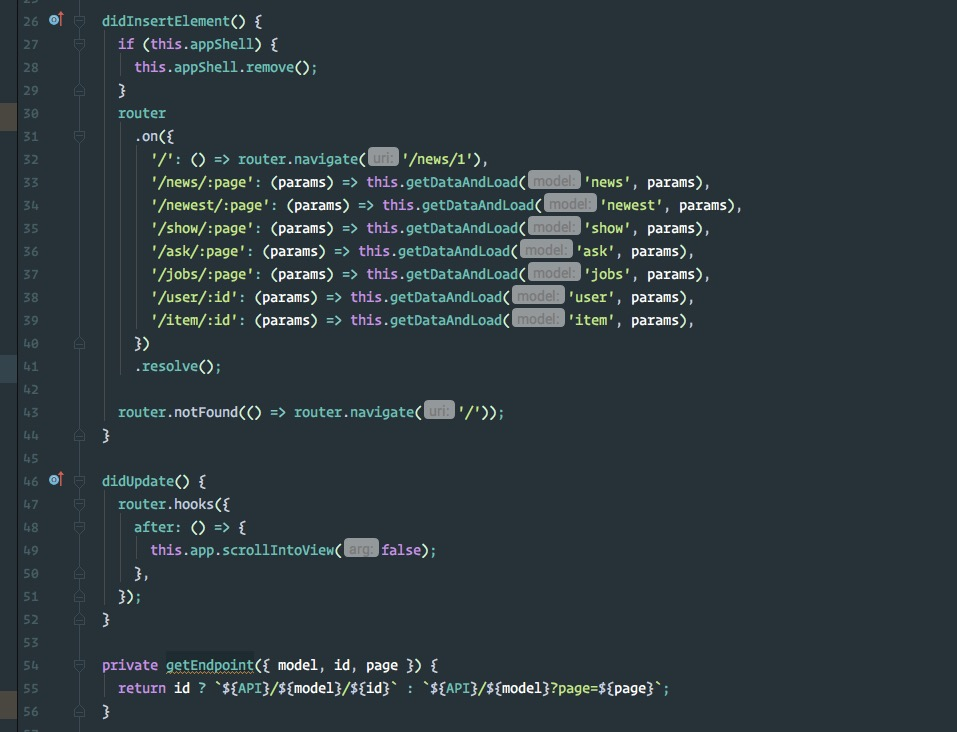 26 didInsertElement() {
27 if (this.appShell) {
28 this.appShell.remove();
29 }
30 router
31 .on({
32 '/': () => router.navigate( uri: '/news/1'),
33 '/news/:page': (params) => this.getDataAndLoad( model: 'news', params),
34 '/newest/:page': (params) => this.getDataAndLoad( model: 'newest', params),
35 '/show/:page': (params) => this.getDataAndLoad( model: 'show', params),
36 '/ask/:page': (params) => this.getDataAndLoad( model: 'ask', params),
37 '/jobs/:page': (params) => this.getDataAndLoad( model: 'jobs', params),
38 '/user/:id': (params) => this.getDataAndLoad( model: 'user', params),
39 '/item/:id': (params) => this.getDataAndLoad( model: 'item', params),
40 })
41 .resolve();
42
43 router.notFound(() => router.navigate( uri: '/'));
44 }
45
46 didUpdate() {
47 router.hooks({
48 after: () => {
49 this.app.scrollIntoView( arg: false);
50 },
51 });
52 }
53
54 private getEndpoint({ model, id, page }) {
55 return id ? `${API}/${model}/${id}` : `${API}/${model}?page=${page}`;
56 }